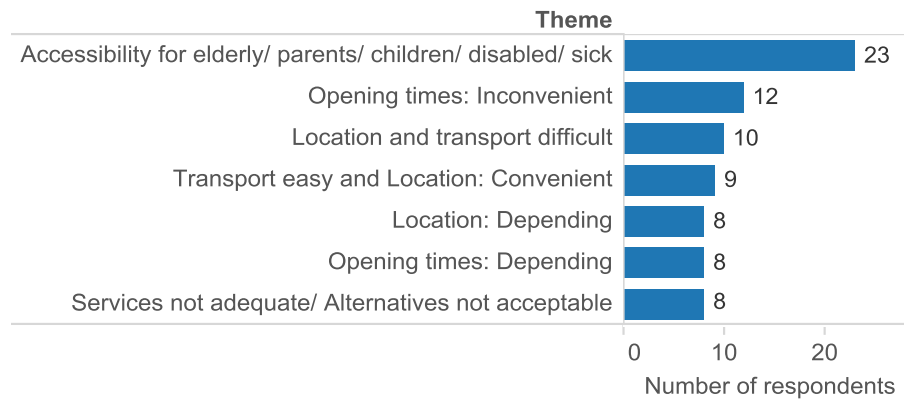 Theme
Accessibility for elderly/ parents/ children/ disabled/ sick 23
Opening times: Inconvenient 12
Location and transport difficult 10
Transport easy and Location: Convenient 9
Location: Depending 8
Opening times: Depending 8
Services not adequate/ Alternatives not acceptable 8
0 10 20
Number of respondents